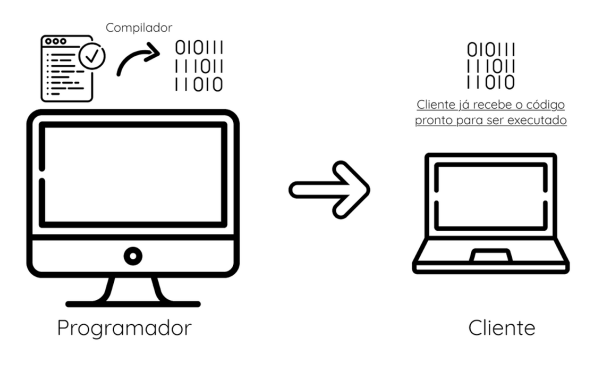 Compilador
010111
111011
11010
010111
111011
11010
Cliente já recebe o código
pronto para ser executado
Programador
Cliente